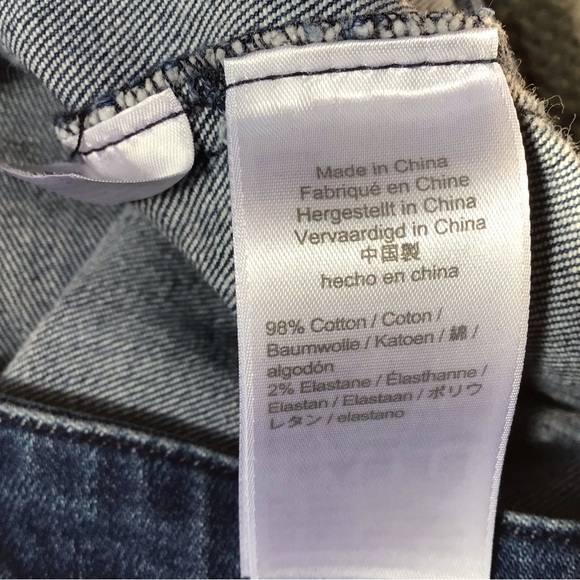 Made in China
Fabriqué en Chine
Hergestellt in China
Vervaardigd in China
中国製
hecho en china
98% Cotton / Coton /
Baumwolle / Katoen / 綿 /
algodón
2% Elastane / Élasthanne /
Elastan / Elastaan / ポリウ
レタン / elastano